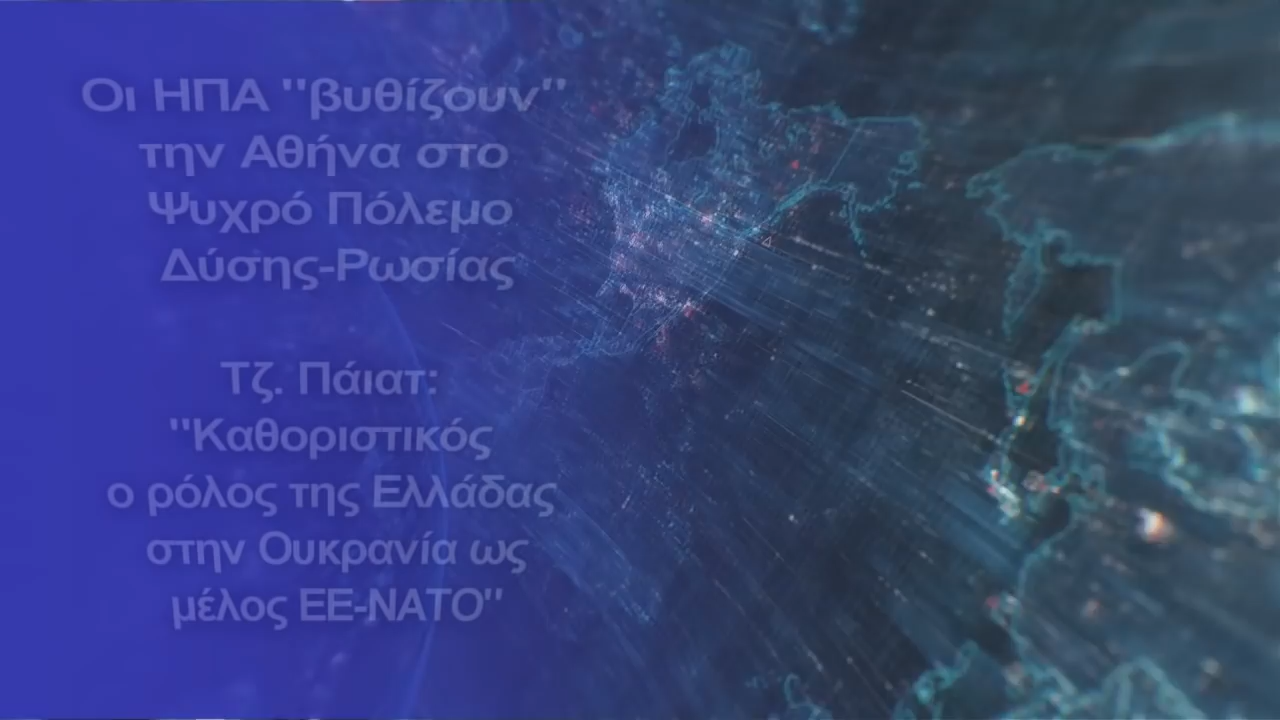 Οι ΗΠΑ "βυθίζουν"
την Αθήνα στο
Ψυχρό Πόλεμο
Δύσης-Ρωσίας
Τζ. Πάιατ:
"Καθοριστικός
ο ρόλος της Ελλάδας
στην Ουκρανία ως
μέλος ΕΕ-ΝΑΤΟ"